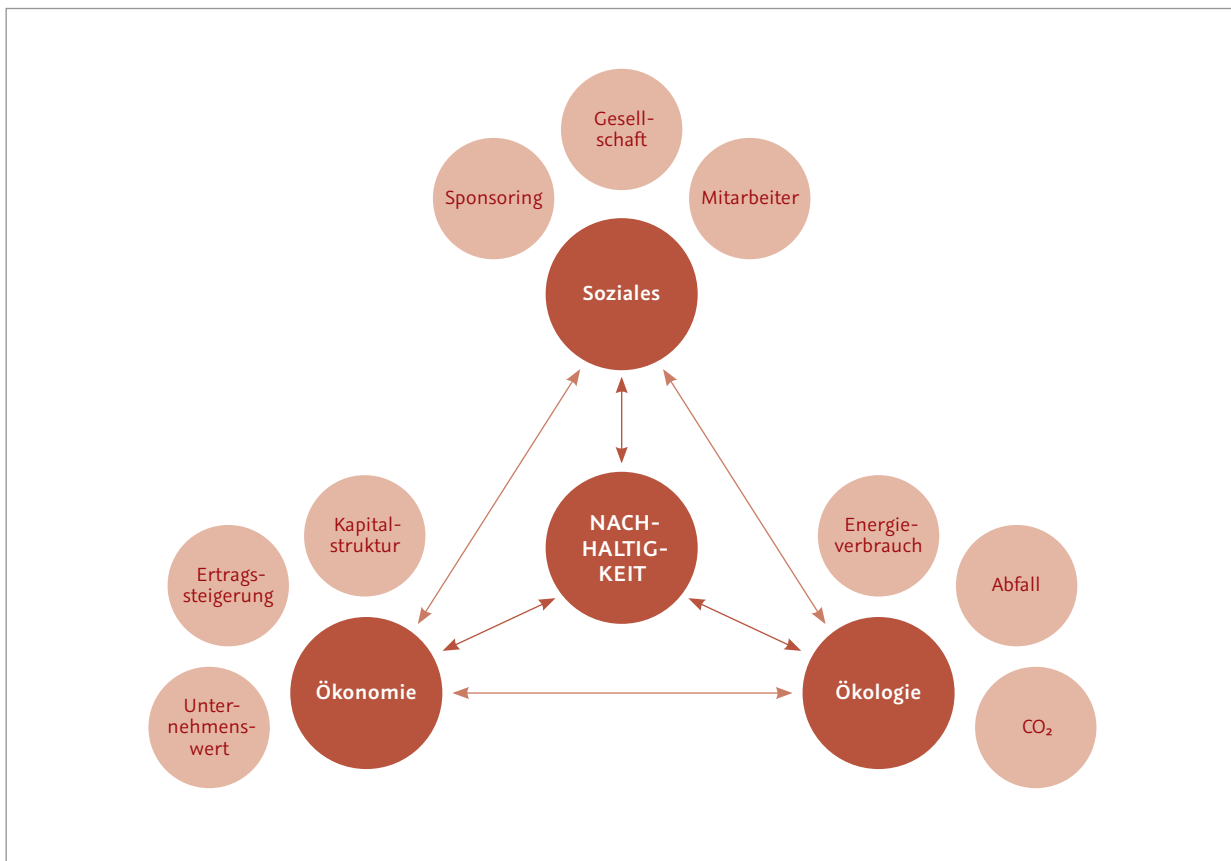 Gesell-
schaft
Sponsoring
Mitarbeiter
Soziales
Kapital-
struktur
NACH-
HALTIG-
KEIT
Energie-
verbrauch
Ertrags-
steigerung
Abfall
Ökonomie
Ökologie
Unter-
nehmens-
wert
CO₂